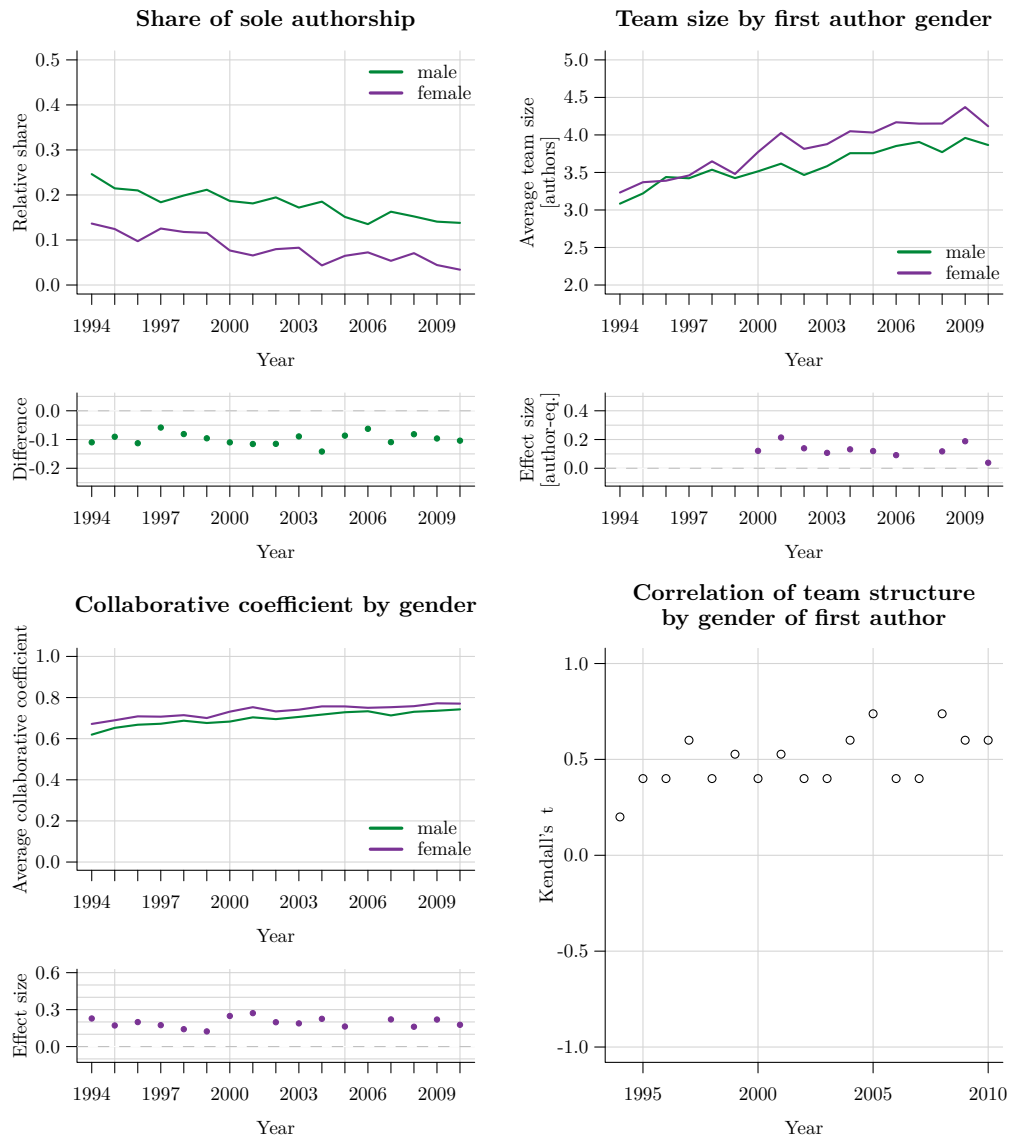 Share of sole authorship
Relative share
0.5
0.4
0.3
0.2
0.1
0.0
male
female
1994 1997 2000 2003 2006 2009
Year
Difference
0.0
-0.1
-0.2
1994 1997 2000 2003 2006 2009
Year
Team size by first author gender
Average team size
[authors]
5.0
4.5
4.0
3.5
3.0
2.5
2.0
male
female
1994 1997 2000 2003 2006 2009
Year
Effect size
[author-eq.]
0.4
0.2
0.0
1994 1997 2000 2003 2006 2009
Year
Collaborative coefficient by gender
Average collaborative coefficient
1.0
0.8
0.6
0.4
0.2
0.0
male
female
1994 1997 2000 2003 2006 2009
Year
Effect size
0.6
0.3
0.0
1994 1997 2000 2003 2006 2009
Year
Correlation of team structure
by gender of first author
Kendall's t
1.0
0.5
0.0
-0.5
-1.0
1995 2000 2005 2010
Year